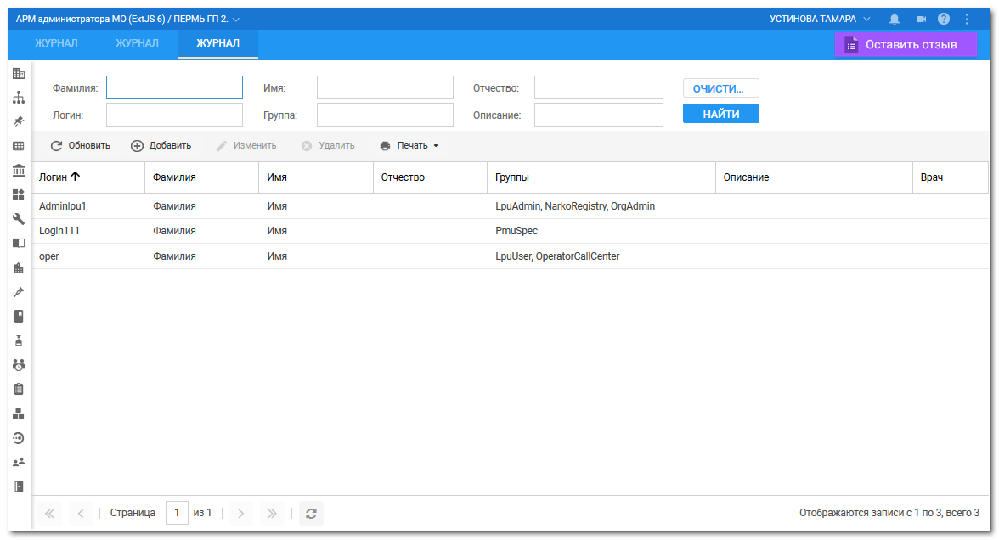 АРМ администратора МО (ExtJS 6) / ПЕРМЬ ГП 2. УСТИНОВА ТАМАРА
ЖУРНАЛ ЖУРНАЛ ЖУРНАЛ Оставить отзыв
Фамилия: Имя: Отчество: ОЧИСТИ...
Логин: Группа: Описание: НАЙТИ
Обновить Добавить Изменить Удалить Печать
Логин Фамилия Имя Отчество Группы Описание Врач
AdminIpu1 Фамилия Имя LpuAdmin, NarkoRegistry, OrgAdmin
Login111 Фамилия Имя PmuSpec
oper Фамилия Имя LpuUser, OperatorCallCenter
Страница 1 из 1 Отображаются записи с 1 по 3, всего 3